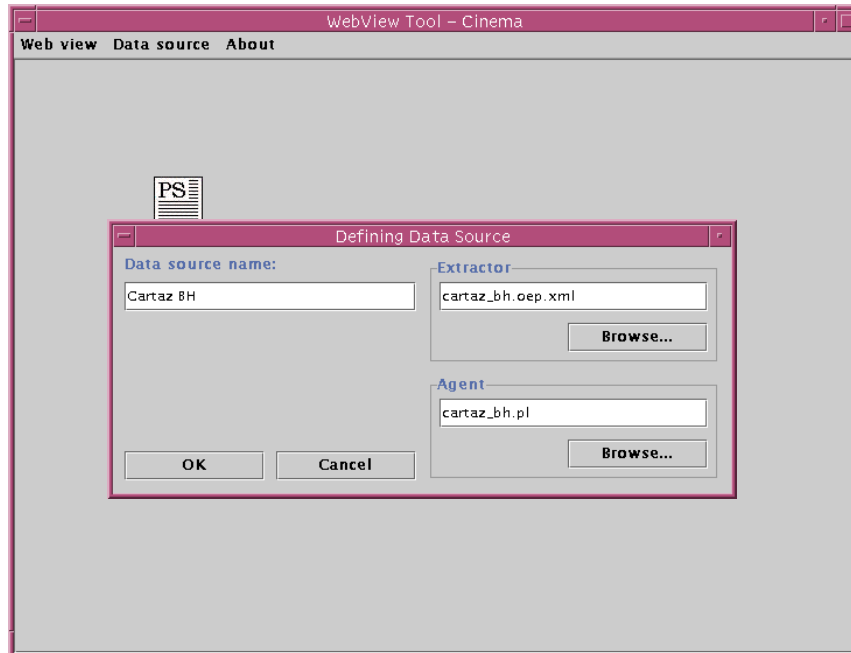 WebView Tool – Cinema
Web view Data source About
PS
Defining Data Source
Data source name:
Cartaz BH
Extractor
cartaz_bh.oep.xml
Browse...
Agent
cartaz_bh.pl
Browse...
OK Cancel